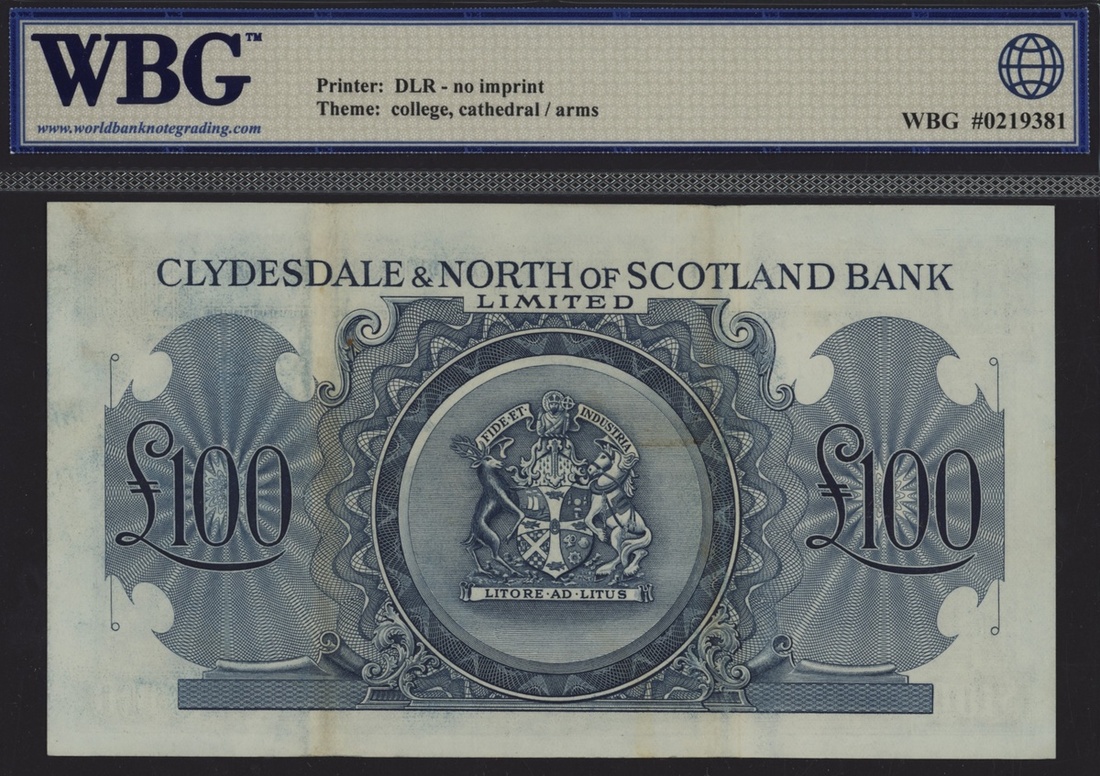 WBG™
www.worldbanknotegrading.com
Printer: DLR - no imprint
Theme: college, cathedral / arms
WBG #0219381
CLYDESDALE & NORTH OF SCOTLAND BANK
LIMITED
FIDE·ET· INDUSTRIA
£100 £100
LITORE·AD·LITUS